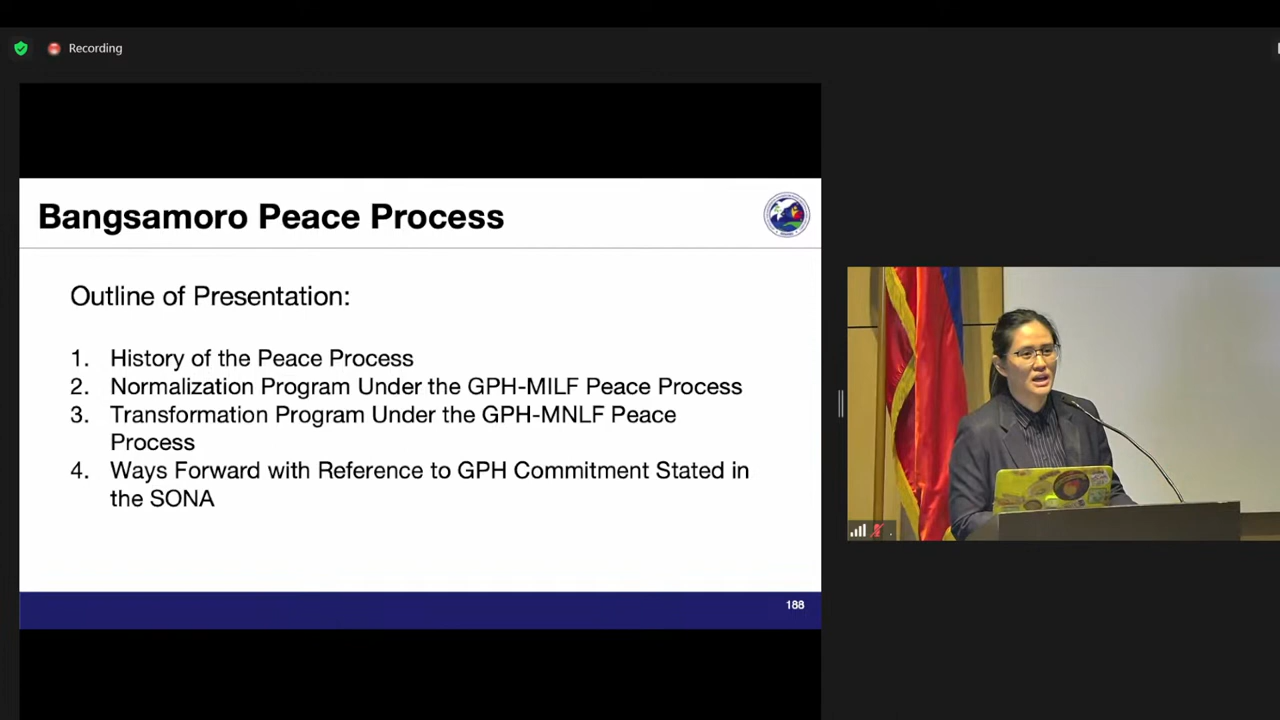 Recording
Bangsamoro Peace Process
Outline of Presentation:
1. History of the Peace Process
2. Normalization Program Under the GPH-MILF Peace Process
3. Transformation Program Under the GPH-MNLF Peace
Process
4. Ways Forward with Reference to GPH Commitment Stated in
the SONA
188